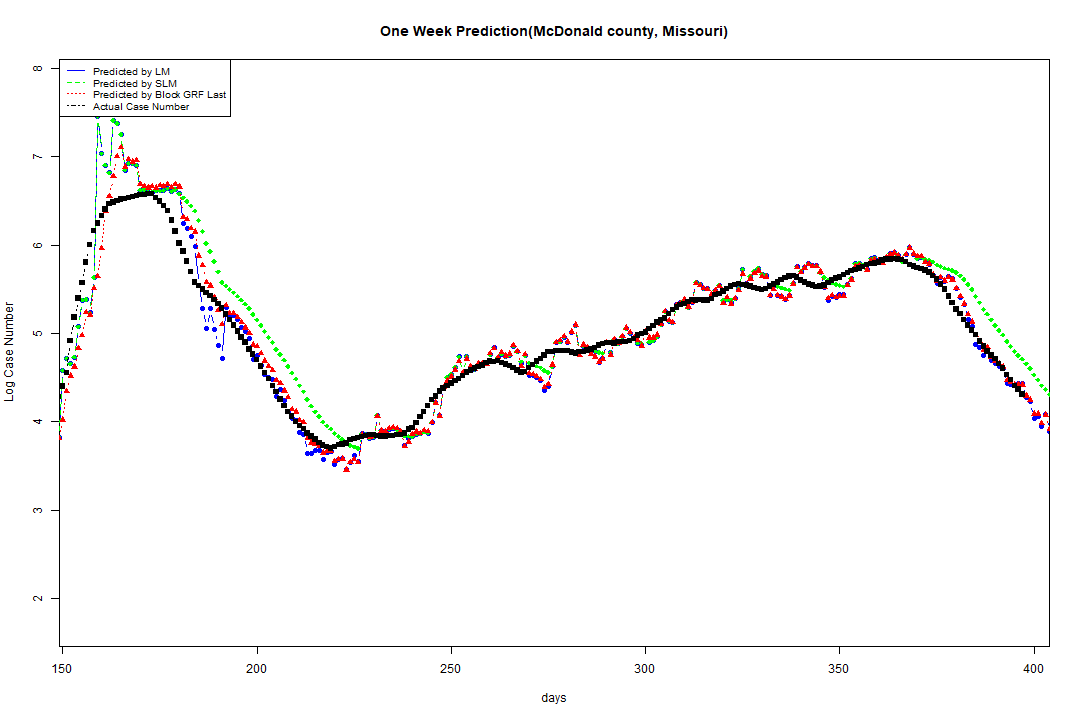 One Week Prediction(McDonald county, Missouri)
Predicted by LM
Predicted by SLM
Predicted by Block GRF Last
Actual Case Number
8
7
6
5
4
3
2
Log Case Number
150 200 250 300 350 400
days